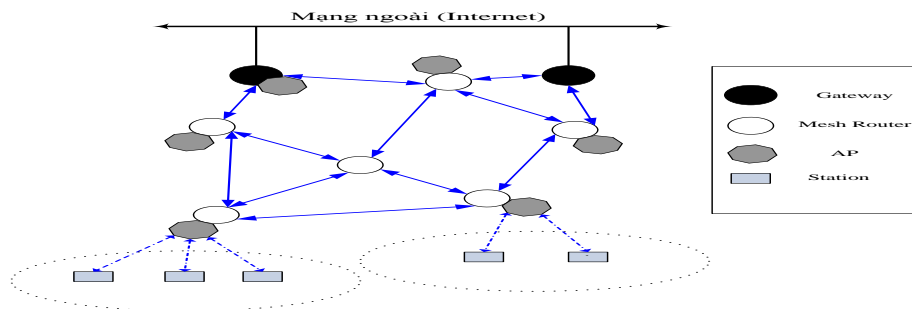 Mạng ngoài (Internet)
Gateway
Mesh Router
AP
Station